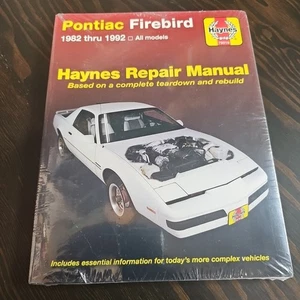 Pontiac Firebird
1982 thru 1992 □ All models
Haynes
Haynes Repair Manual
Based on a complete teardown and rebuild
Includes essential information for today's more complex vehicles